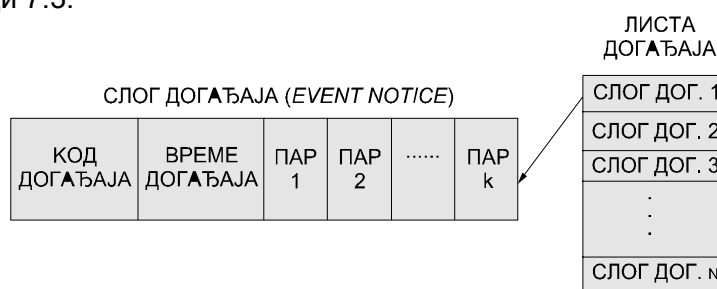 и 7.3.
ЛИСТА
ДОГАЂАЈА
СЛОГ ДОГАЂАЈА (EVENT NOTICE)
КОД ДОГАЂАЈА
ВРЕМЕ ДОГАЂАЈА
ПАР 1
ПАР 2
......
ПАР k
СЛОГ ДОГ. 1
СЛОГ ДОГ. 2
СЛОГ ДОГ. 3
.
.
.
СЛОГ ДОГ. N